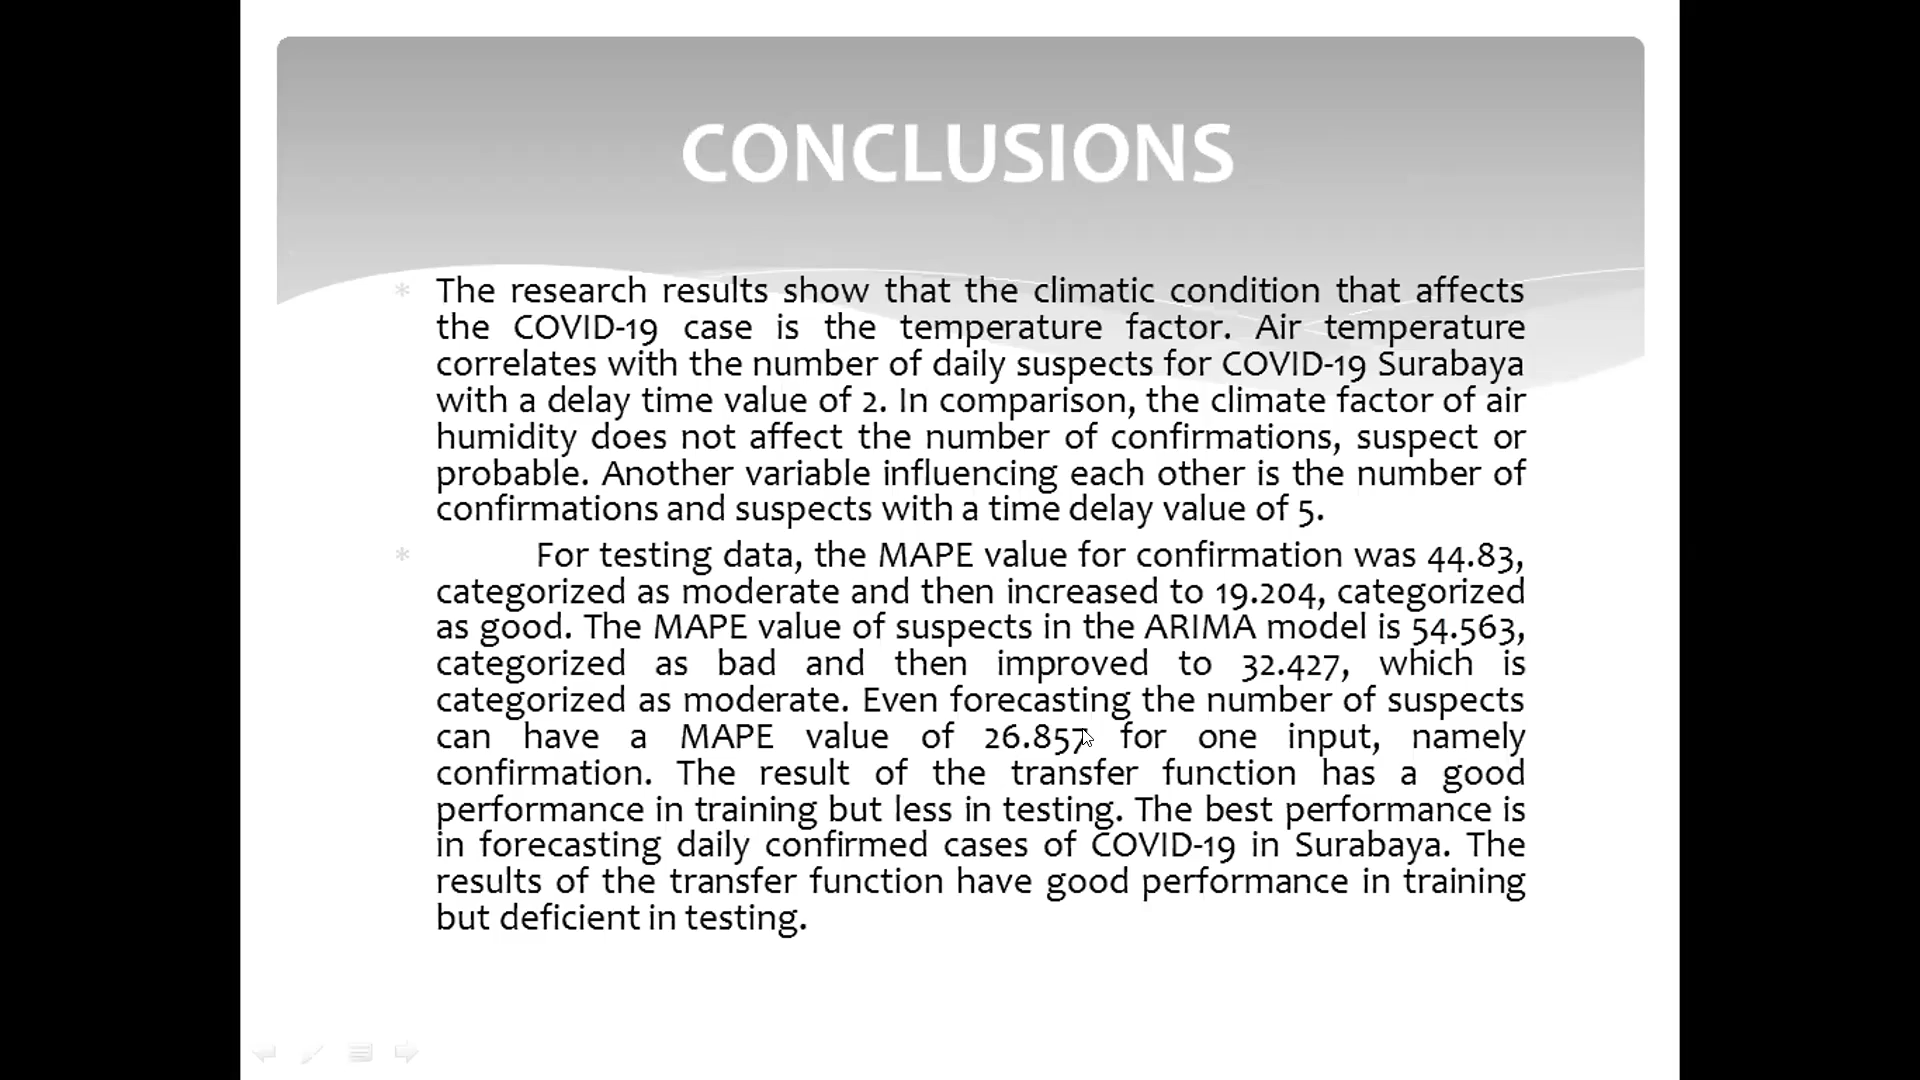 CONCLUSIONS
* The research results show that the climatic condition that affects
the COVID-19 case is the temperature factor. Air temperature
correlates with the number of daily suspects for COVID-19 Surabaya
with a delay time value of 2. In comparison, the climate factor of air
humidity does not affect the number of confirmations, suspect or
probable. Another variable influencing each other is the number of
confirmations and suspects with a time delay value of 5.
* For testing data, the MAPE value for confirmation was 44.83,
categorized as moderate and then increased to 19.204, categorized
as good. The MAPE value of suspects in the ARIMA model is 54.563,
categorized as bad and then improved to 32.427, which is
categorized as moderate. Even forecasting the number of suspects
can have a MAPE value of 26.857 for one input, namely
confirmation. The result of the transfer function has a good
performance in training but less in testing. The best performance is
in forecasting daily confirmed cases of COVID-19 in Surabaya. The
results of the transfer function have good performance in training
but deficient in testing.